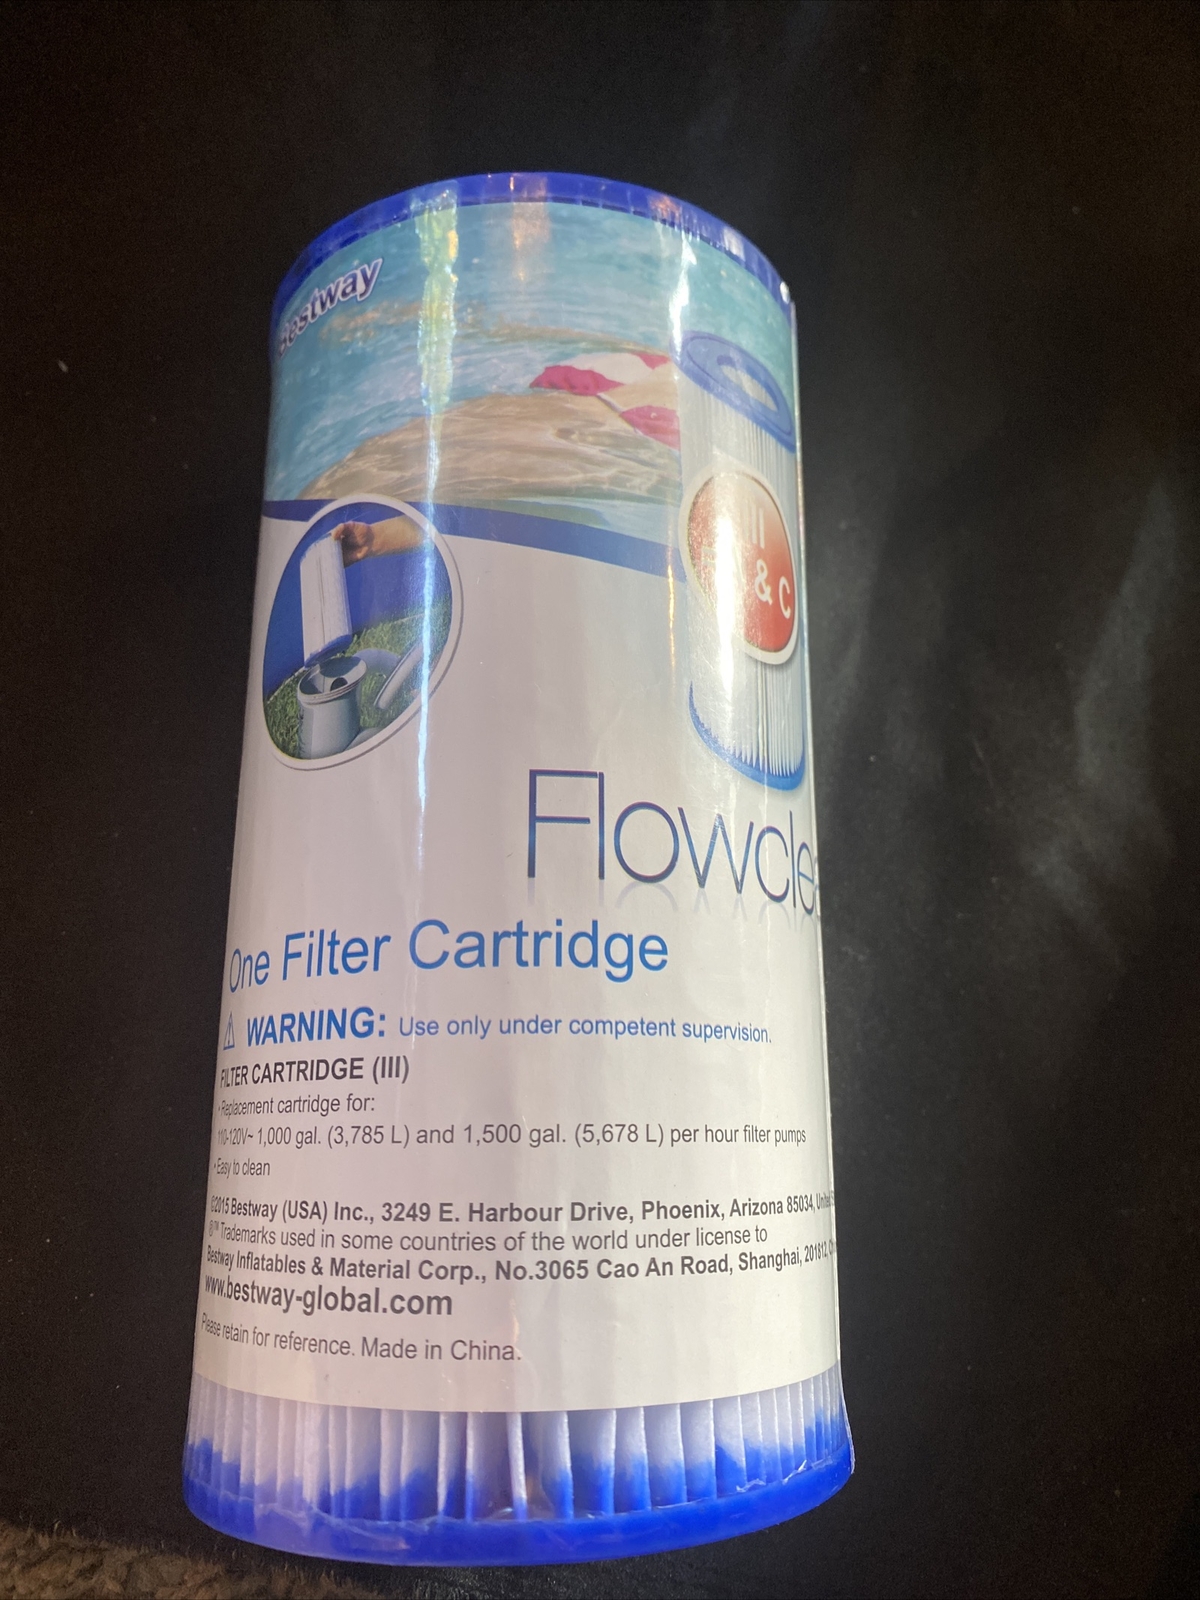 Bestway
III
& C
Flowclea
One Filter Cartridge
WARNING: Use only under competent supervision.
FILTER CARTRIDGE (III)
• Replacement cartridge for:
110-120V~ 1,000 gal. (3,785 L) and 1,500 gal. (5,678 L) per hour filter pumps
• Easy to clean
©2015 Bestway (USA) Inc., 3249 E. Harbour Drive, Phoenix, Arizona 85034,
®™ Trademarks used in some countries of the world under license to
Bestway Inflatables & Material Corp., No.3065 Cao An Road, Shanghai, 201812,
www.bestway-global.com
Please retain for reference. Made in China.